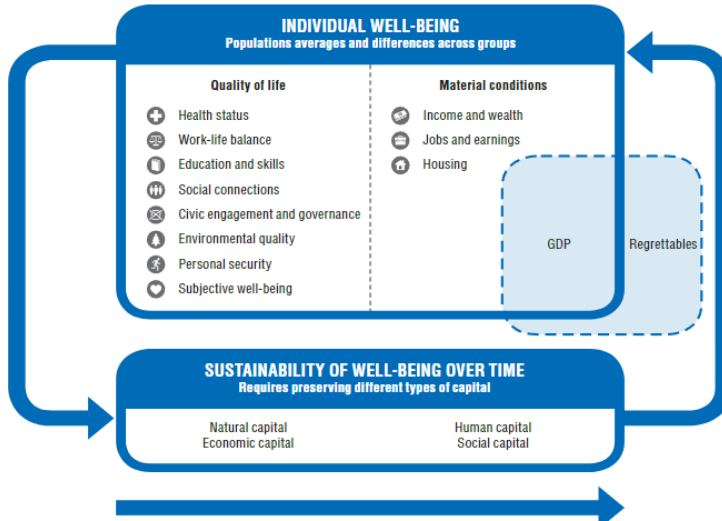 INDIVIDUAL WELL-BEING
Populations averages and differences across groups
Quality of life
Health status
Work-life balance
Education and skills
Social connections
Civic engagement and governance
Environmental quality
Personal security
Subjective well-being
Material conditions
Income and wealth
Jobs and earnings
Housing
GDP
Regrettables
SUSTAINABILITY OF WELL-BEING OVER TIME
Requires preserving different types of capital
Natural capital
Economic capital
Human capital
Social capital